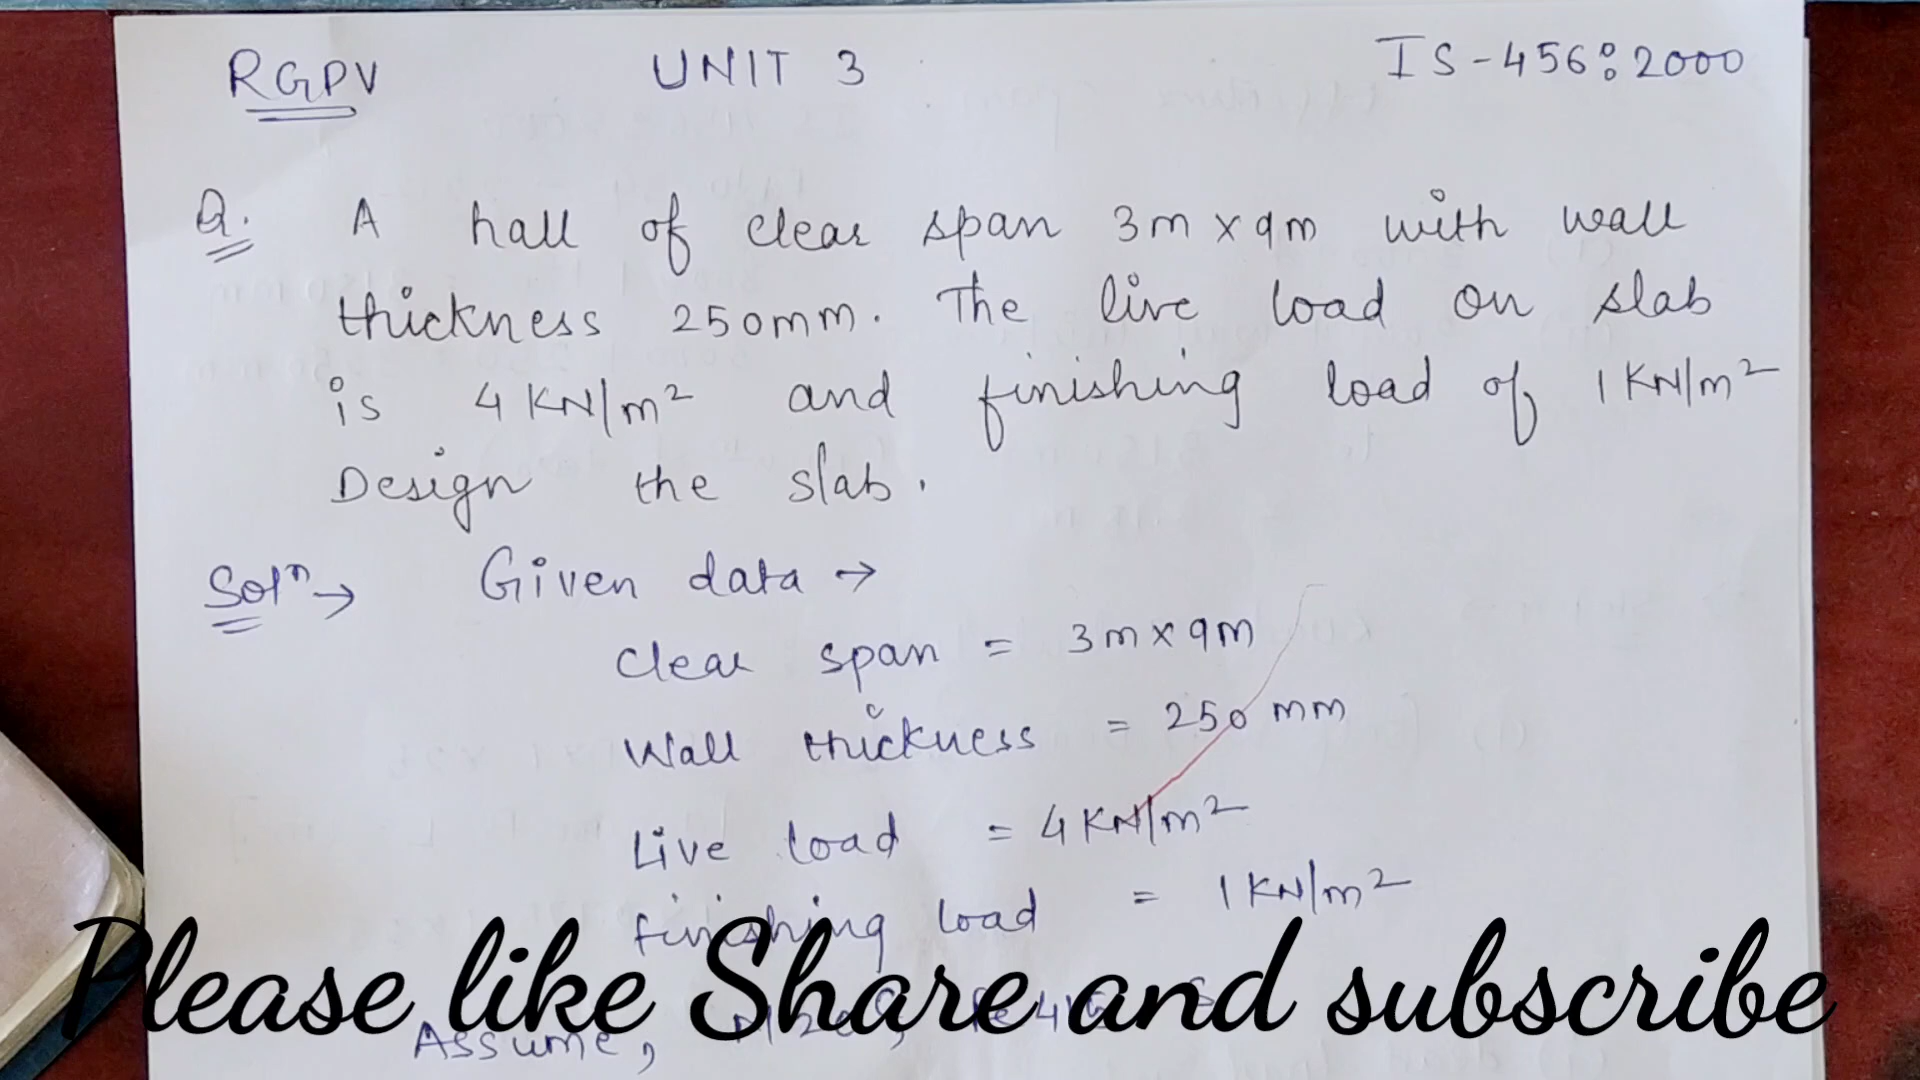 RGPV UNIT 3 IS-456:2000
Q. A hall of clear span 3m x 9m with wall
thickness 250mm. The live load on slab
is 4 KN/m² and finishing load of 1 KN/m²
Design the slab.
Solⁿ → Given data →
Clear span = 3m x 9m
Wall thickness = 250 mm
Live load = 4 KN/m²
finishing load = 1 KN/m²
Please like Share and subscribe
Assume,